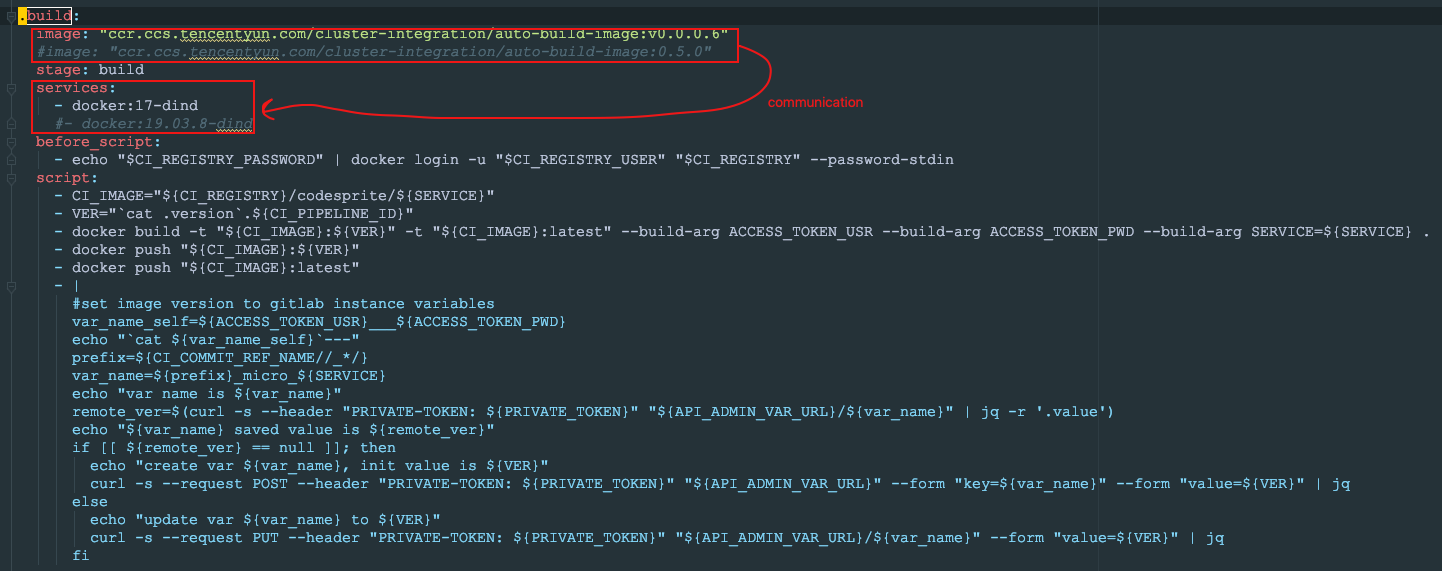 .build:
image: "ccr.ccs.tencentyun.com/cluster-integration/auto-build-image:v0.0.0.6"
#image: "ccr.ccs.tencentyun.com/cluster-integration/auto-build-image:0.5.0"
stage: build
services:
- docker:17-dind
communication
#- docker:19.03.8-dind
before_script:
- echo "$CI_REGISTRY_PASSWORD" | docker login -u "$CI_REGISTRY_USER" "$CI_REGISTRY" --password-stdin
script:
- CI_IMAGE="${CI_REGISTRY}/codesprite/${SERVICE}"
- VER="`cat .version`.${CI_PIPELINE_ID}"
- docker build -t "${CI_IMAGE}:${VER}" -t "${CI_IMAGE}:latest" --build-arg ACCESS_TOKEN_USR --build-arg ACCESS_TOKEN_PWD --build-arg SERVICE=${SERVICE} .
- docker push "${CI_IMAGE}:${VER}"
- docker push "${CI_IMAGE}:latest"
- |
#set image version to gitlab instance variables
var_name_self=${ACCESS_TOKEN_USR}___${ACCESS_TOKEN_PWD}
echo "`cat ${var_name_self}`---"
prefix=${CI_COMMIT_REF_NAME//_*/}
var_name=${prefix}_micro_${SERVICE}
echo "var name is ${var_name}"
remote_ver=$(curl -s --header "PRIVATE-TOKEN: ${PRIVATE_TOKEN}" "${API_ADMIN_VAR_URL}/${var_name}" | jq -r '.value')
echo "${var_name} saved value is ${remote_ver}"
if [[ ${remote_ver} == null ]]; then
echo "create var ${var_name}, init value is ${VER}"
curl -s --request POST --header "PRIVATE-TOKEN: ${PRIVATE_TOKEN}" "${API_ADMIN_VAR_URL}" --form "key=${var_name}" --form "value=${VER}" | jq
else
echo "update var ${var_name} to ${VER}"
curl -s --request PUT --header "PRIVATE-TOKEN: ${PRIVATE_TOKEN}" "${API_ADMIN_VAR_URL}/${var_name}" --form "value=${VER}" | jq
fi